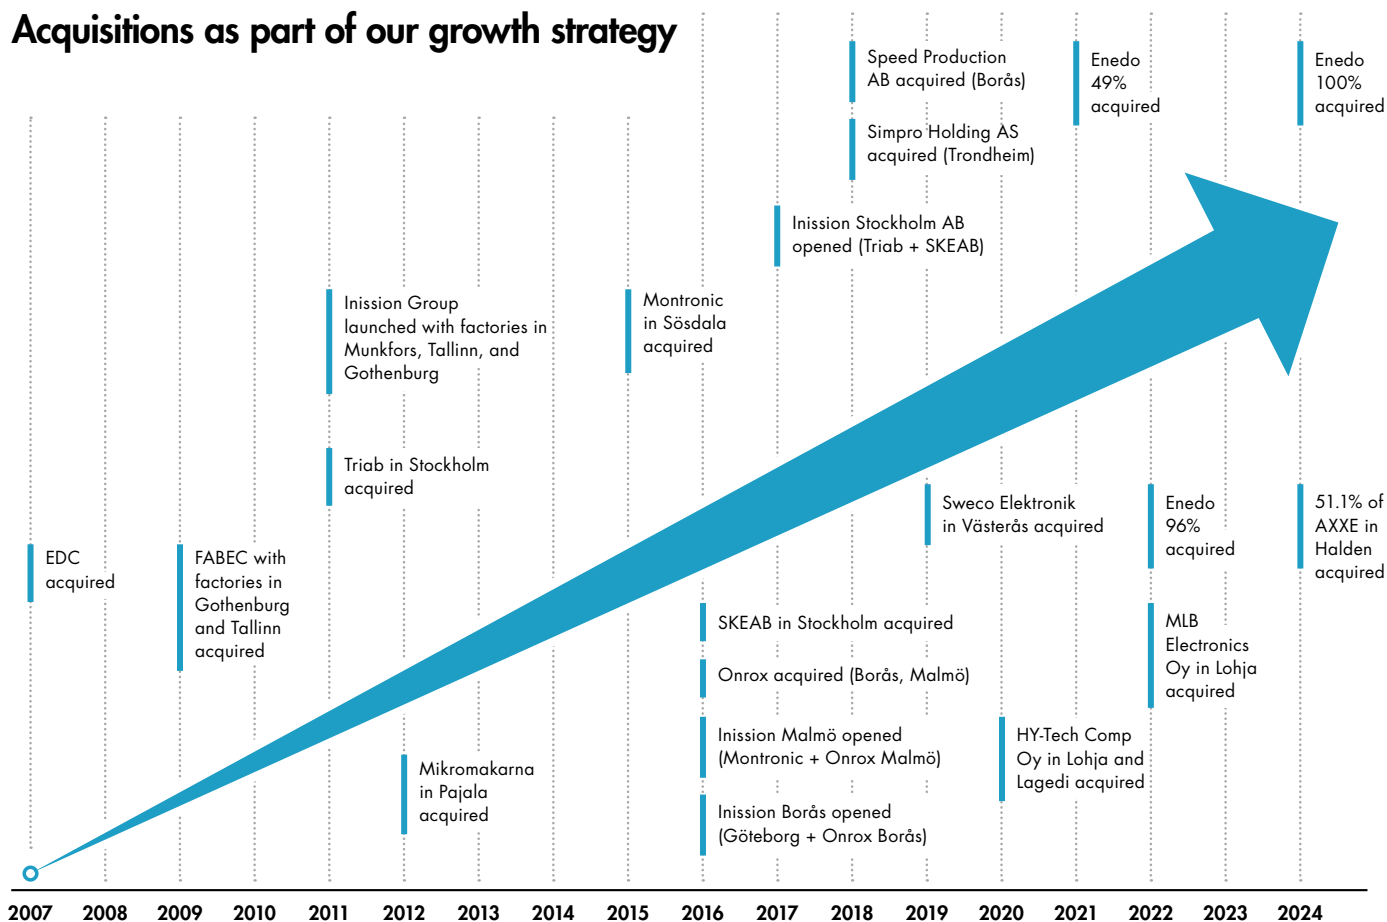 Acquisitions as part of our growth strategy
Speed Production
AB acquired (Borås)
Enedo
49%
acquired
Enedo
100%
acquired
Simpro Holding AS
acquired (Trondheim)
Inission Stockholm AB
opened (Triab + SKEAB)
Inission Group
launched with factories in
Munkfors, Tallinn, and
Gothenburg
Montronic
in Sösdala
acquired
Triab in Stockholm
acquired
Sweco Elektronik
in Västerås acquired
Enedo
96%
acquired
51.1% of
AXXE in
Halden
acquired
EDC
acquired
FABEC with
factories in
Gothenburg
and Tallinn
acquired
SKEAB in Stockholm acquired
Onrox acquired (Borås, Malmö)
MLB
Electronics
Oy in Lohja
acquired
Inission Malmö opened
(Montronic + Onrox Malmö)
HY-Tech Comp
Oy in Lohja and
Lagedi acquired
Mikromakarna
in Pajala
acquired
Inission Borås opened
(Göteborg + Onrox Borås)
2007 2008 2009 2010 2011 2012 2013 2014 2015 2016 2017 2018 2019 2020 2021 2022 2023 2024